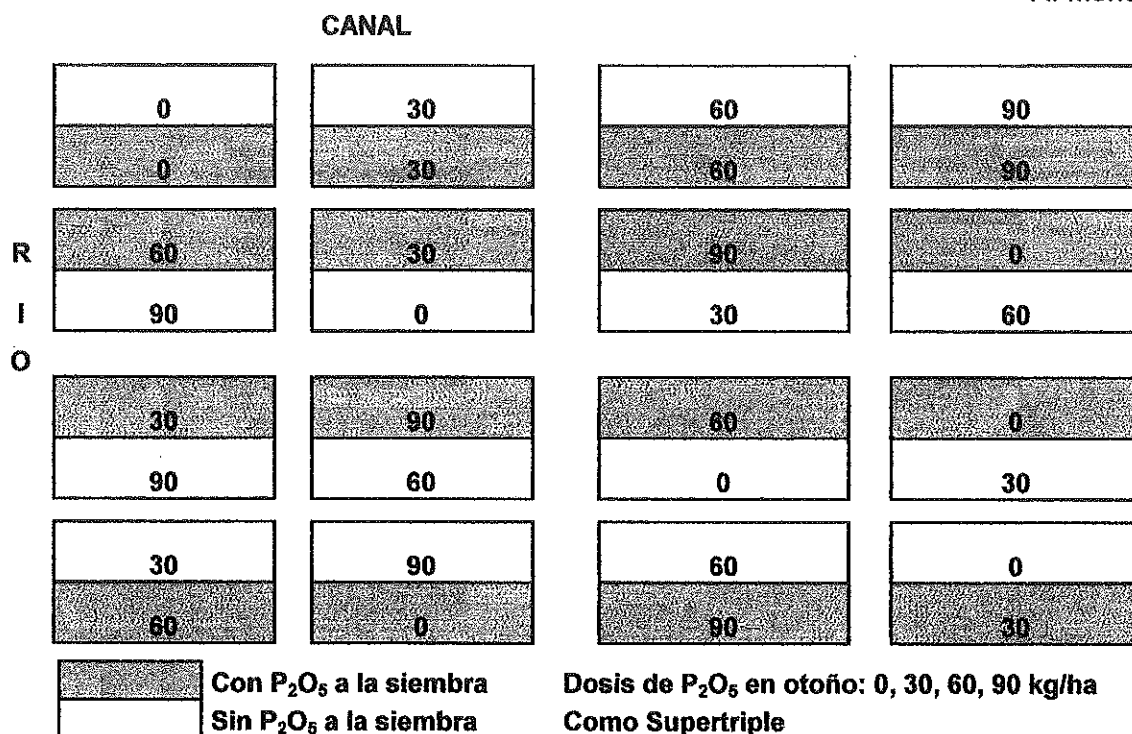 CANAL
0 30 60 90
0 30 60 90
R 60 30 90 0
I 90 0 30 60
O
30 90 60 0
90 60 0 30
30 90 60 0
60 0 90 30
Con P₂O₅ a la siembra Dosis de P₂O₅ en otoño: 0, 30, 60, 90 kg/ha
Sin P₂O₅ a la siembra Como Supertriple